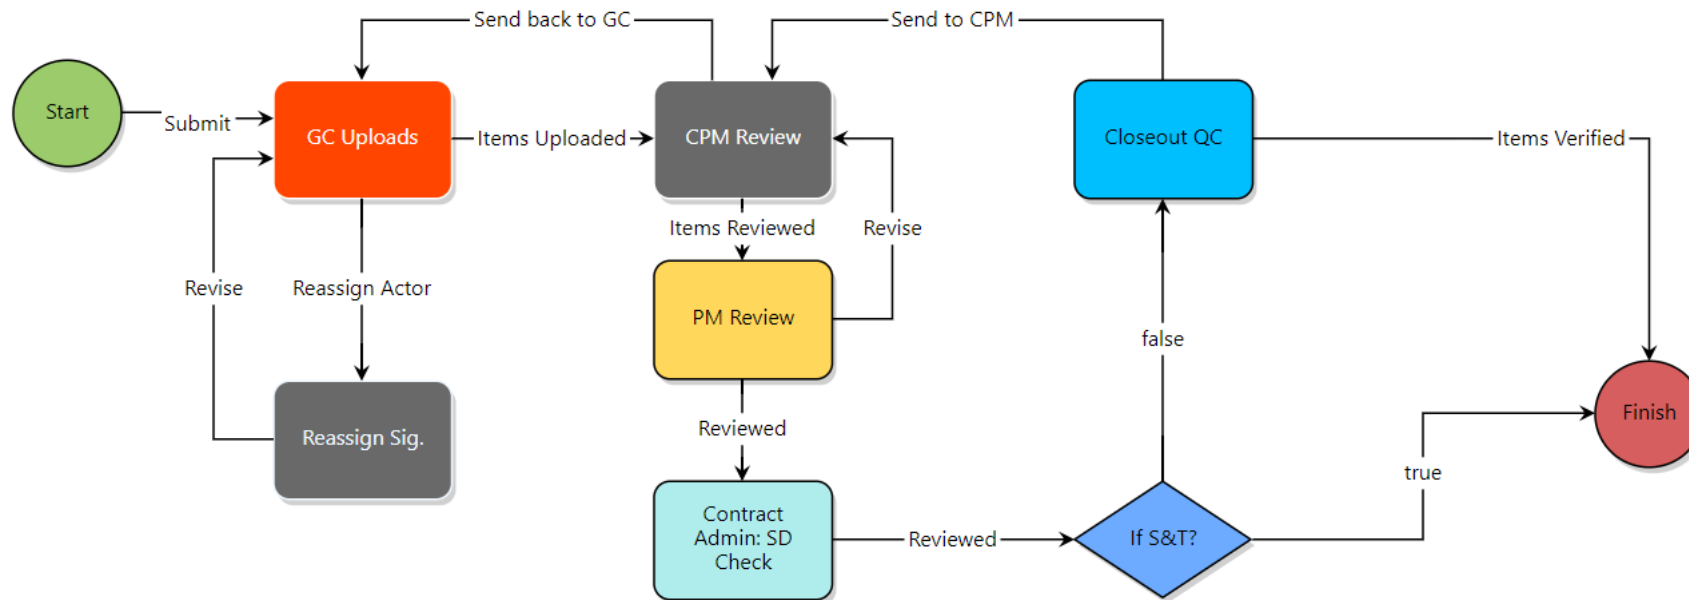 Send back to GC
Send to CPM
Start
Submit
GC Uploads
Items Uploaded
CPM Review
Closeout QC
Items Verified
Items Reviewed
Revise
Revise
Reassign Actor
PM Review
false
Finish
Reviewed
Reassign Sig.
true
Contract
Admin: SD
Check
Reviewed
If S&T?